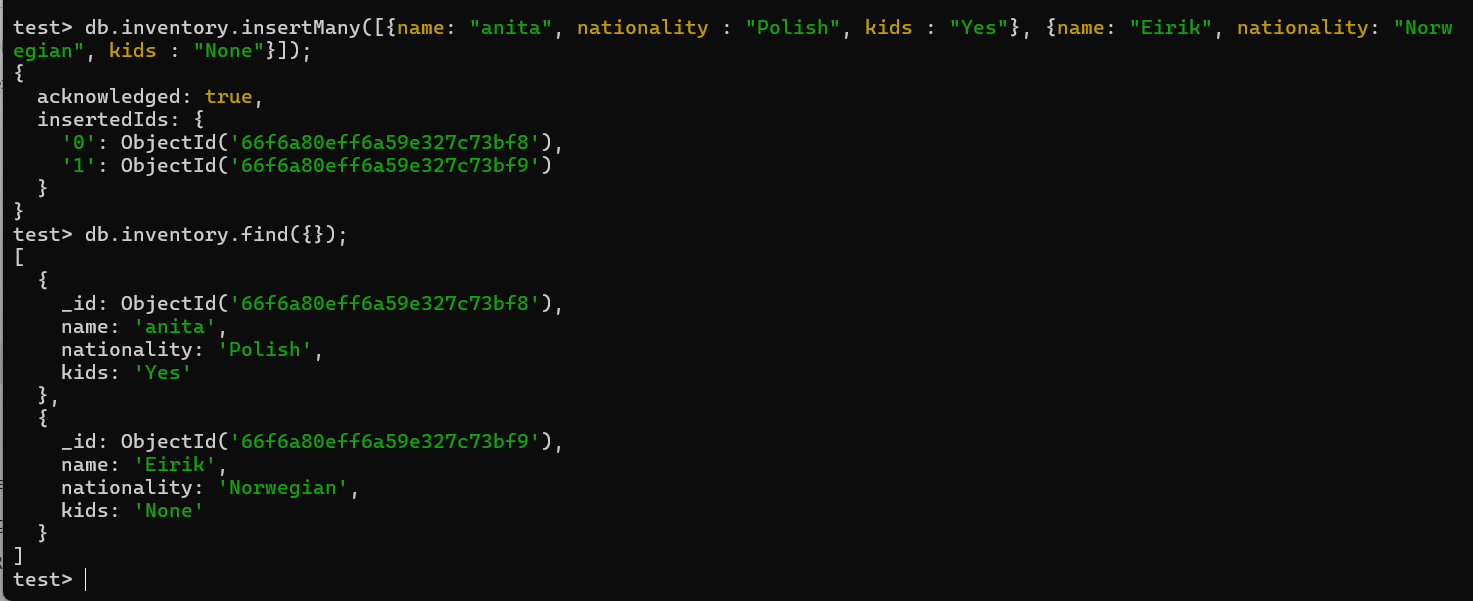 test> db.inventory.insertMany([{name: "anita", nationality : "Polish", kids : "Yes"}, {name: "Eirik", nationality: "Norw
egian", kids : "None"}]);
{
  acknowledged: true,
  insertedIds: {
    '0': ObjectId('66f6a80eff6a59e327c73bf8'),
    '1': ObjectId('66f6a80eff6a59e327c73bf9')
  }
}
test> db.inventory.find({});
[
  {
    _id: ObjectId('66f6a80eff6a59e327c73bf8'),
    name: 'anita',
    nationality: 'Polish',
    kids: 'Yes'
  },
  {
    _id: ObjectId('66f6a80eff6a59e327c73bf9'),
    name: 'Eirik',
    nationality: 'Norwegian',
    kids: 'None'
  }
]
test>